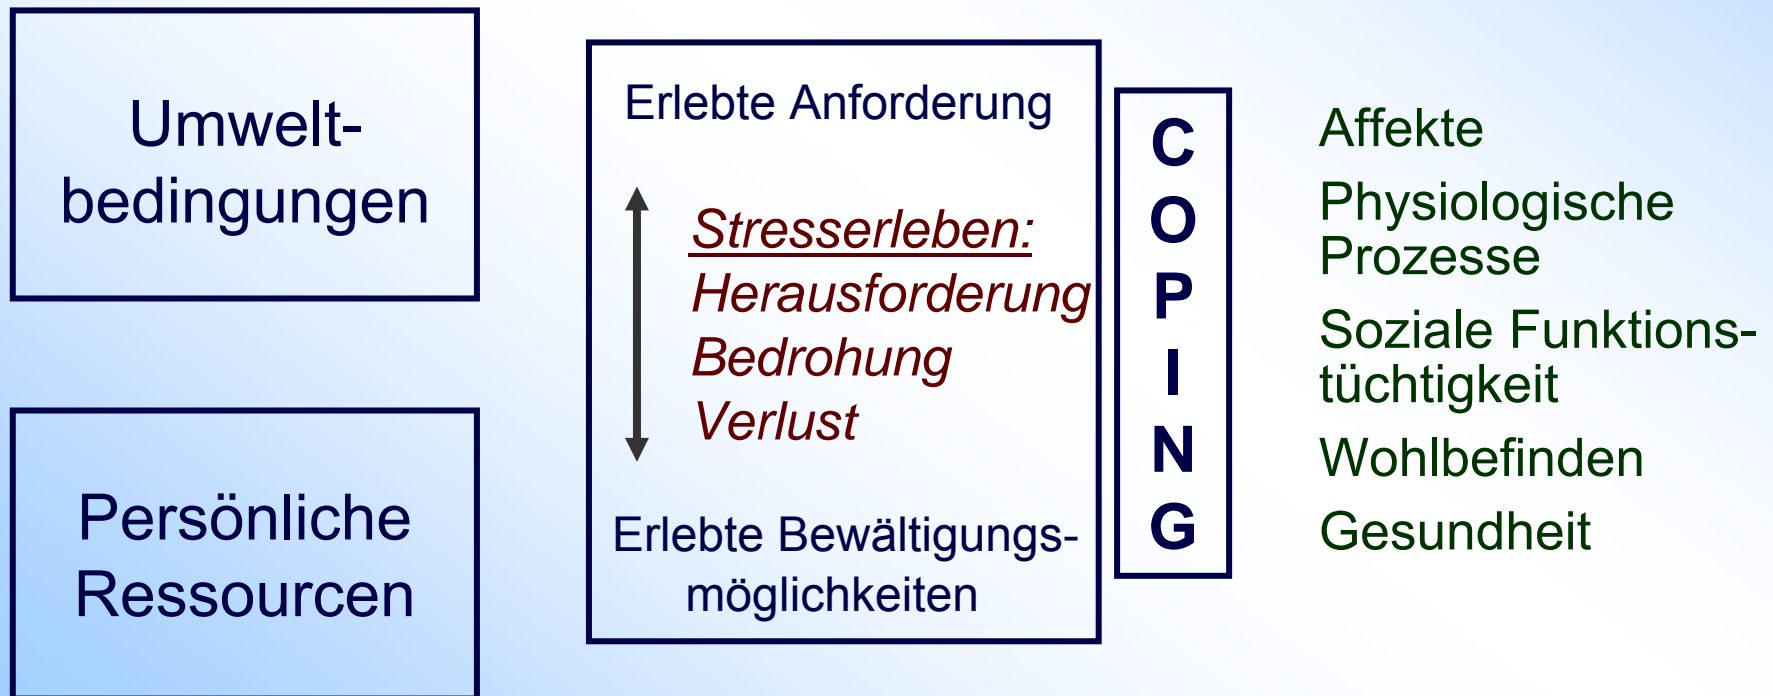 Umwelt-
bedingungen
Persönliche
Ressourcen
Erlebte Anforderung
Stresserleben:
Herausforderung
Bedrohung
Verlust
Erlebte Bewältigungs-
möglichkeiten
C
O
P
I
N
G
Affekte
Physiologische
Prozesse
Soziale Funktions-
tüchtigkeit
Wohlbefinden
Gesundheit